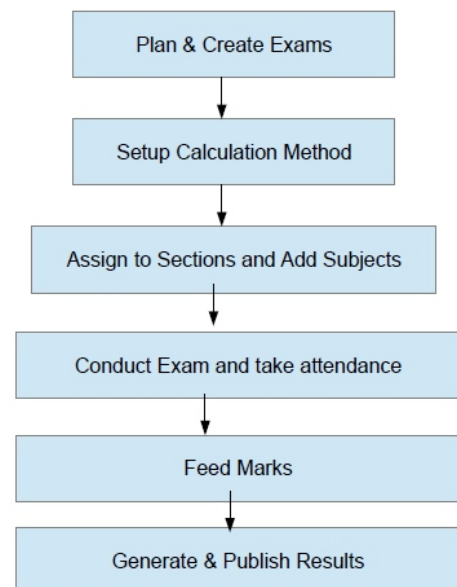 Plan & Create Exams
Setup Calculation Method
Assign to Sections and Add Subjects
Conduct Exam and take attendance
Feed Marks
Generate & Publish Results